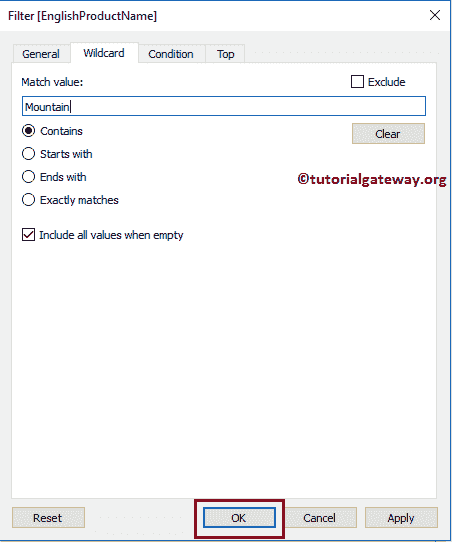 Filter [EnglishProductName]
General Wildcard Condition Top
Match value: Exclude
Mountain
Contains Clear
Starts with
Ends with
©tutorialgateway.org
Exactly matches
Include all values when empty
Reset OK Cancel Apply